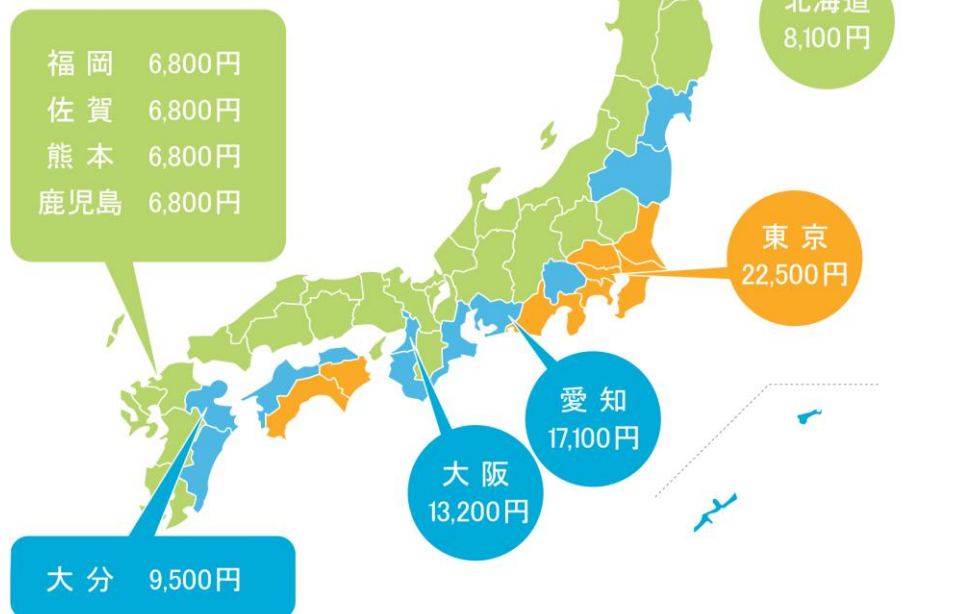 北海道
8,100円
福岡 6,800円
佐賀 6,800円
熊本 6,800円
鹿児島 6,800円
東京
22,500円
愛知
17,100円
大阪
13,200円
大分 9,500円